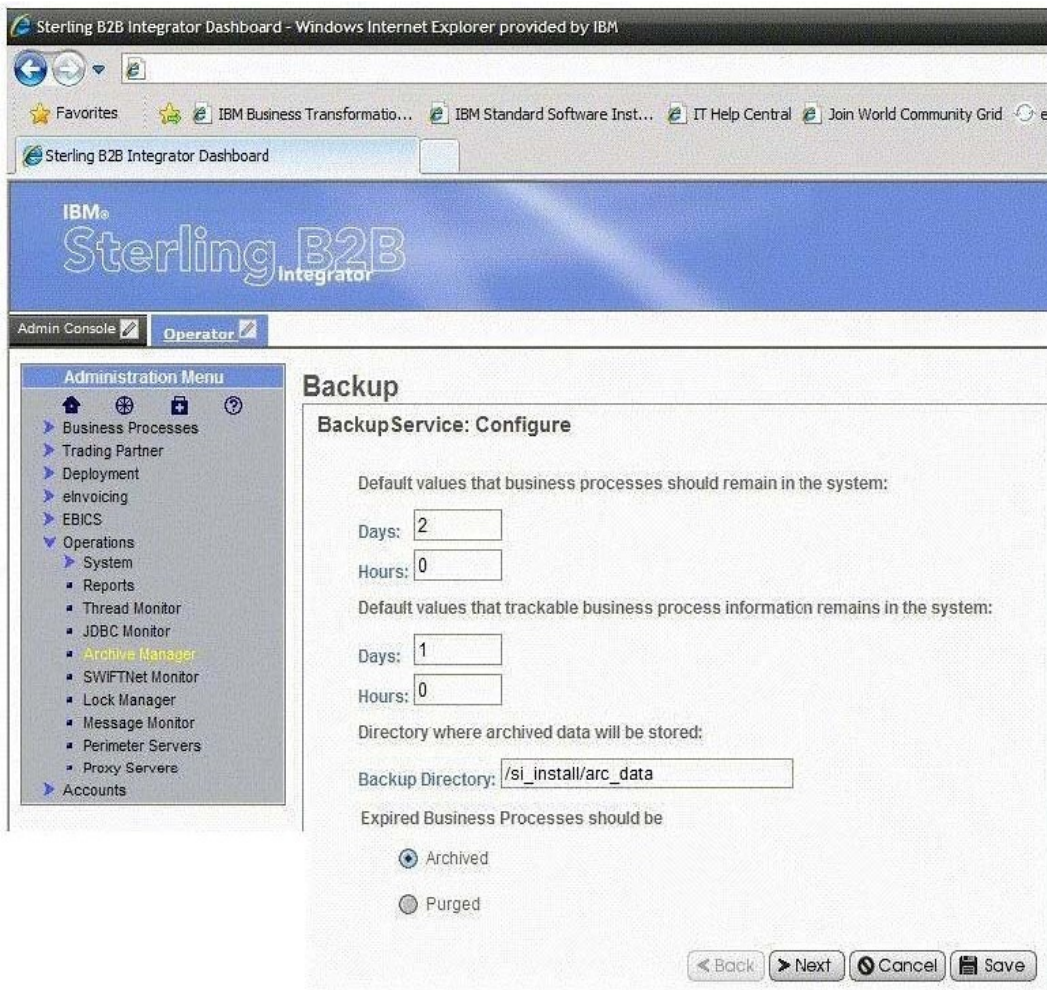 Sterling B2B Integrator Dashboard - Windows Internet Explorer provided by IBM
Favorites IBM Business Transformatio... IBM Standard Software Inst... IT Help Central Join World Community Grid e
Sterling B2B Integrator Dashboard
IBM®
Sterling B2B
Integrator
Admin Console Operator
Administration Menu
Business Processes
Trading Partner
Deployment
eInvoicing
EBICS
Operations
System
Reports
Thread Monitor
JDBC Monitor
Archive Manager
SWIFTNet Monitor
Lock Manager
Message Monitor
Perimeter Servers
Proxy Servers
Accounts
Backup
BackupService: Configure
Default values that business processes should remain in the system:
Days: 2
Hours: 0
Default values that trackable business process information remains in the system:
Days: 1
Hours: 0
Directory where archived data will be stored:
Backup Directory: /si_install/arc_data
Expired Business Processes should be
Archived
Purged
Back Next Cancel Save